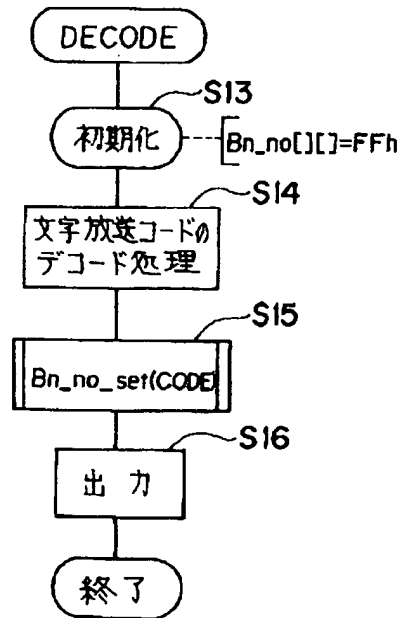 DECODE
S13
初期化
Bn_no[][]=FFh
S14
文字放送コードの
デコード処理
S15
Bn_no_set(CODE)
S16
出力
終了